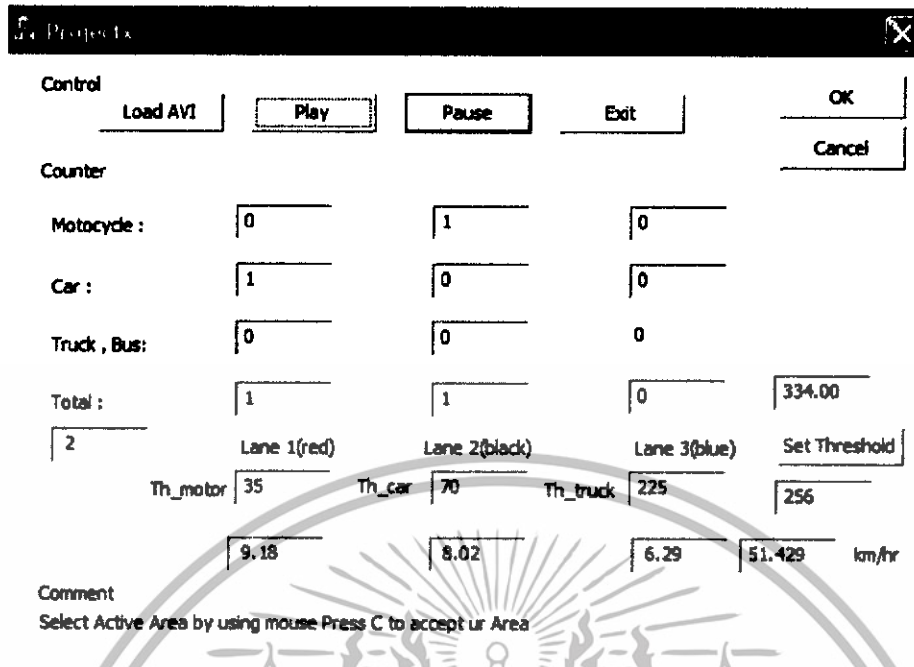 Projectx
Control
Load AVI Play Pause Exit OK
Cancel
Counter
Motocycle : 0 1 0
Car : 1 0 0
Truck , Bus: 0 0 0
Total : 1 1 0 334.00
2 Lane 1(red) Lane 2(black) Lane 3(blue) Set Threshold
Th_motor 35 Th_car 70 Th_truck 225 256
9.18 8.02 6.29 51.429 km/hr
Comment
Select Active Area by using mouse Press C to accept ur Area